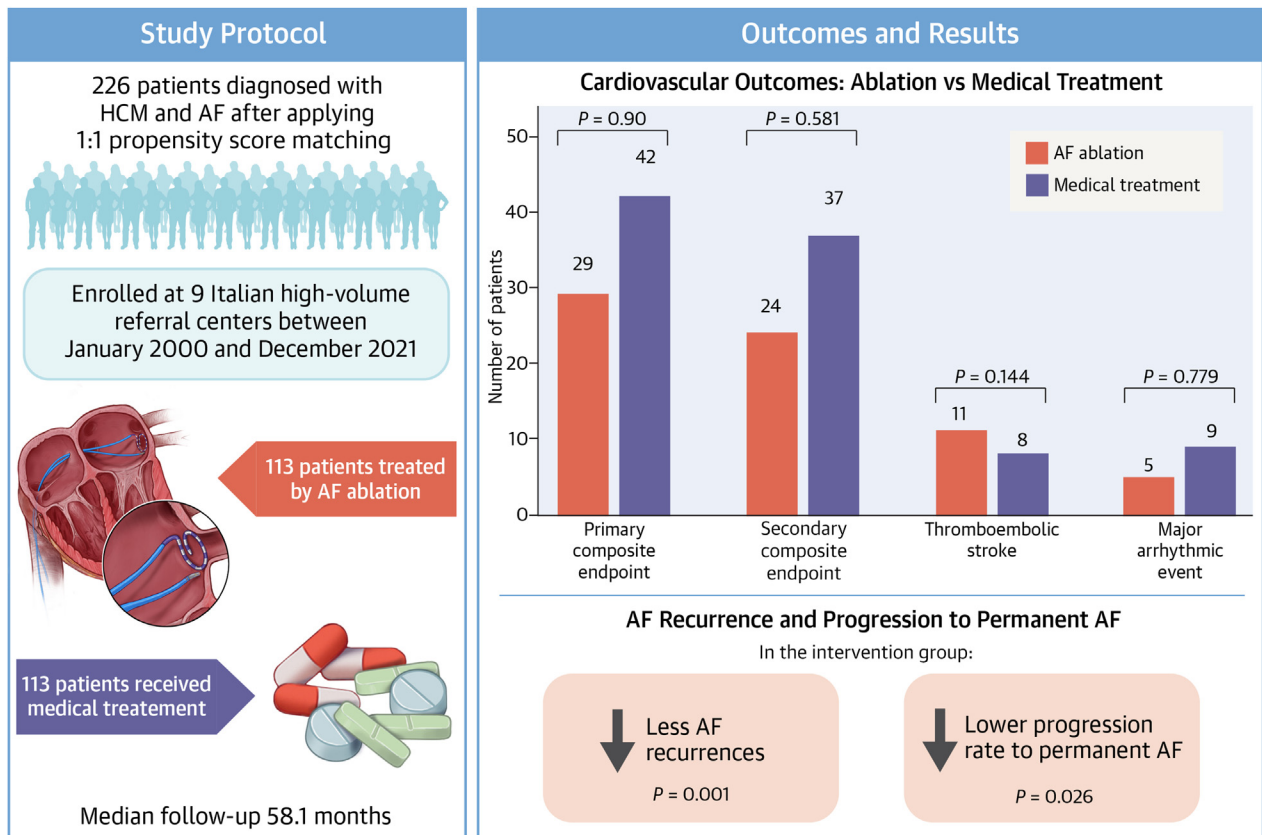 Study Protocol
226 patients diagnosed with
HCM and AF after applying
1:1 propensity score matching
Enrolled at 9 Italian high-volume
referral centers between
January 2000 and December 2021
113 patients treated
by AF ablation
113 patients received
medical treatement
Median follow-up 58.1 months
Outcomes and Results
Cardiovascular Outcomes: Ablation vs Medical Treatment
Number of patients
50
40
30
20
10
0
P = 0.90
29
42
P = 0.581
24
37
P = 0.144
11
8
P = 0.779
5
9
AF ablation
Medical treatment
Primary
composite
endpoint
Secondary
composite
endpoint
Thromboembolic
stroke
Major
arrhythmic
event
AF Recurrence and Progression to Permanent AF
In the intervention group:
Less AF
recurrences
P = 0.001
Lower progression
rate to permanent AF
P = 0.026